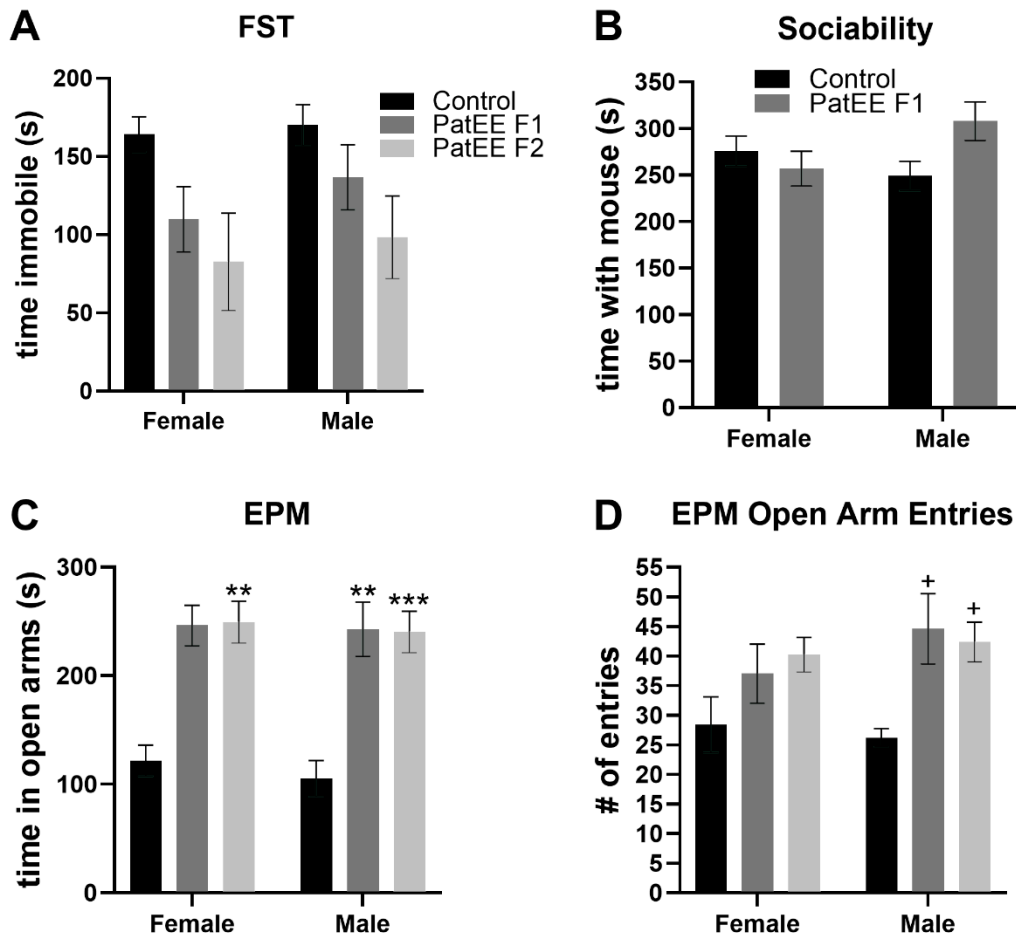 A
FST
time immobile (s)
200
150
100
50
0
Control
PatEE F1
PatEE F2
Female
Male
B
Sociability
time with mouse (s)
350
300
250
200
150
100
50
0
Control
PatEE F1
Female
Male
C
EPM
time in open arms (s)
300
200
100
0
**
**
***
Female
Male
D
EPM Open Arm Entries
# of entries
55
50
45
40
35
30
25
20
15
10
5
0
+
+
Female
Male